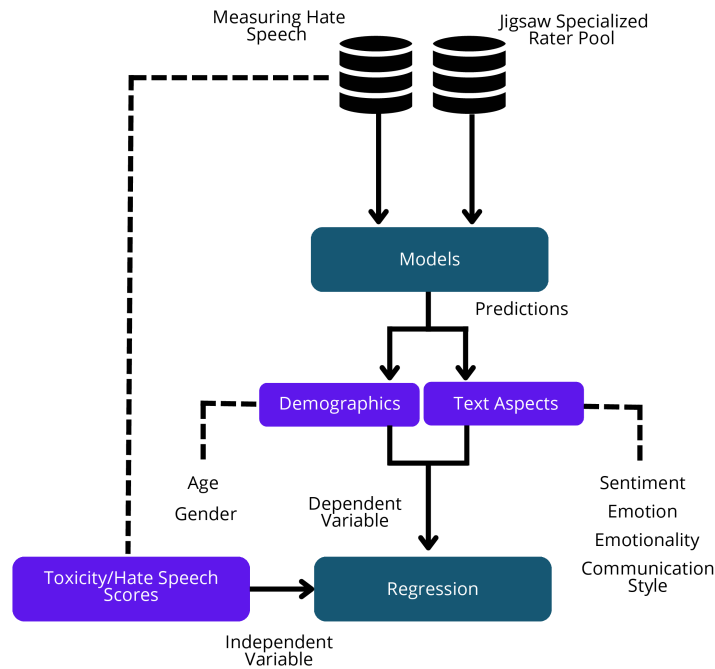 Measuring Hate
Speech
Jigsaw Specialized
Rater Pool
Models
Predictions
Demographics
Text Aspects
Age
Gender
Sentiment
Emotion
Emotionality
Communication
Style
Dependent
Variable
Toxicity/Hate Speech
Scores
Regression
Independent
Variable